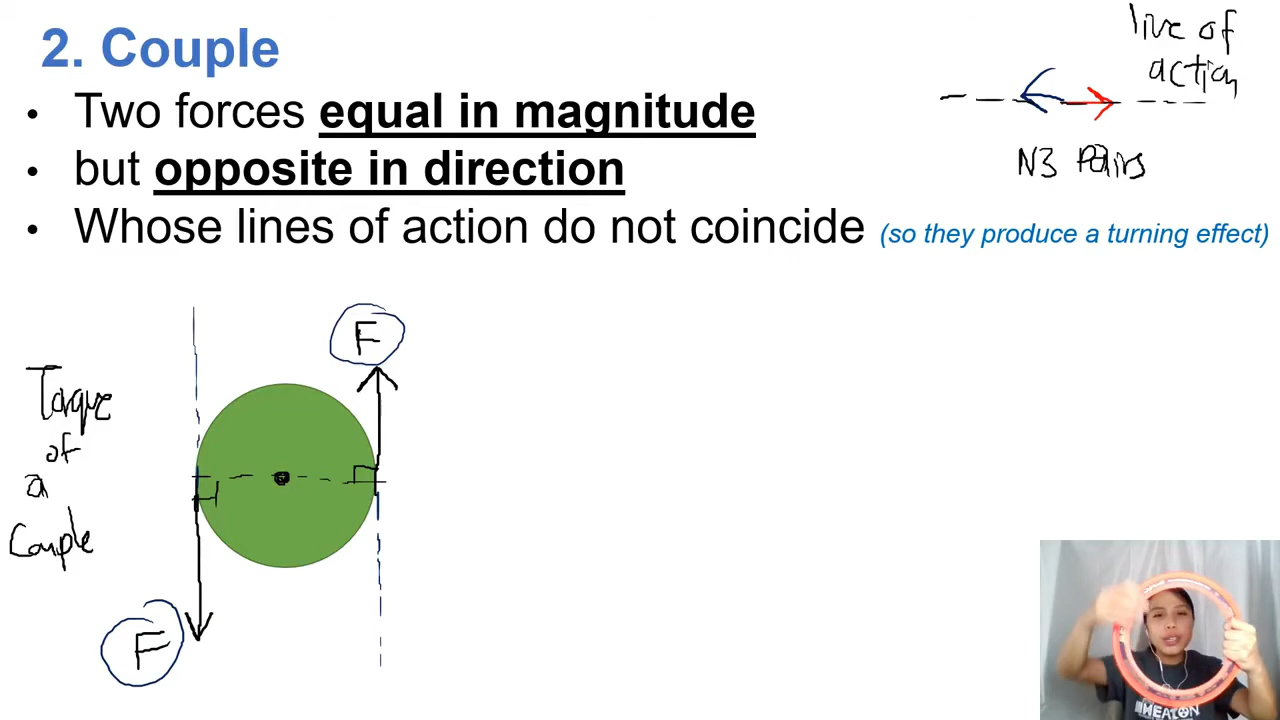 2. Couple
• Two forces equal in magnitude
• but opposite in direction
• Whose lines of action do not coincide (so they produce a turning effect)
line of
action
N3 Pairs
F
Torque
of
a
Couple
F